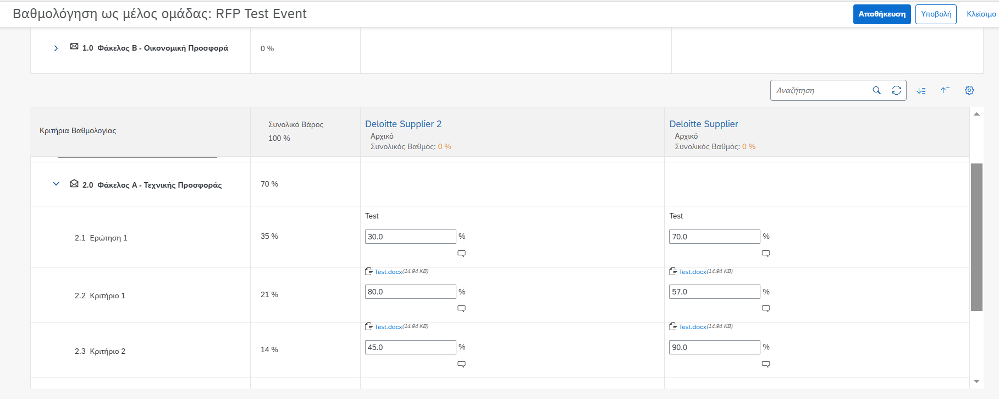 Βαθμολόγηση ως μέλος ομάδας: RFP Test Event
Αποθήκευση
Υποβολή
Κλείσιμο
1.0 Φάκελος Β - Οικονομική Προσφορά
0 %
Αναζήτηση
Κριτήρια Βαθμολογίας
Συνολικό Βάρος
100 %
Deloitte Supplier 2
Αρχικό
Συνολικός Βαθμός: 0 %
Deloitte Supplier
Αρχικό
Συνολικός Βαθμός: 0 %
2.0 Φάκελος Α - Τεχνικής Προσφοράς
70 %
2.1 Ερώτηση 1
35 %
Test
30.0 %
Test
70.0 %
2.2 Κριτήριο 1
21 %
Test.docx(14.94 KB)
80.0 %
Test.docx(14.94 KB)
57.0 %
2.3 Κριτήριο 2
14 %
Test.docx(14.94 KB)
45.0 %
Test.docx(14.94 KB)
90.0 %